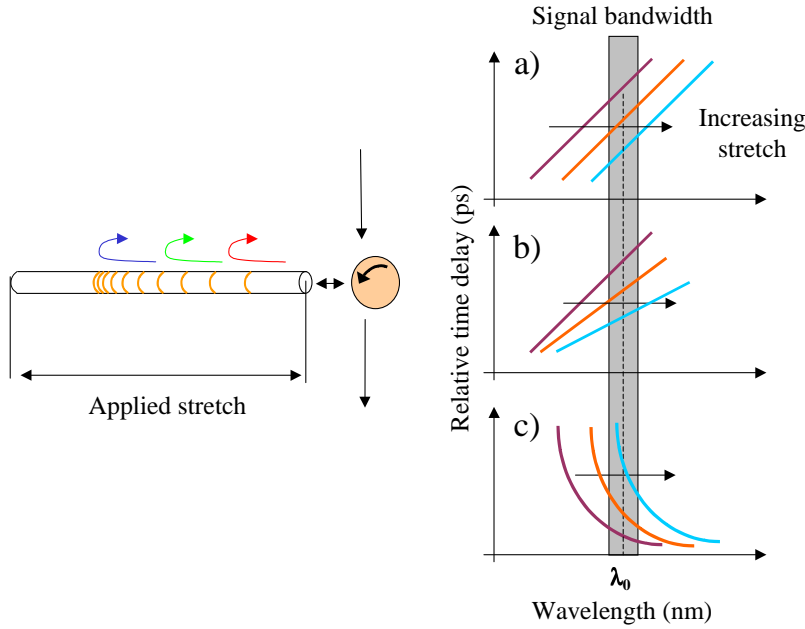 Signal bandwidth
a)
Increasing
stretch
b)
Relative time delay (ps)
Applied stretch
c)
λ₀
Wavelength (nm)